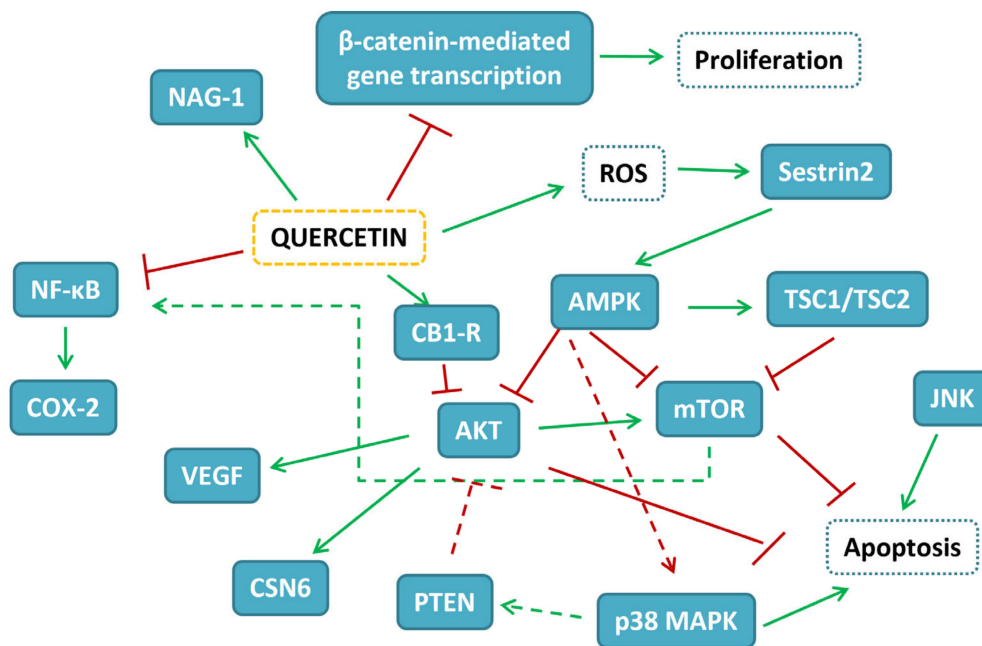 β-catenin-mediated
gene transcription
Proliferation
NAG-1
ROS
Sestrin2
QUERCETIN
NF-κB
AMPK
TSC1/TSC2
CB1-R
COX-2
mTOR
JNK
AKT
VEGF
Apoptosis
CSN6
PTEN
p38 MAPK